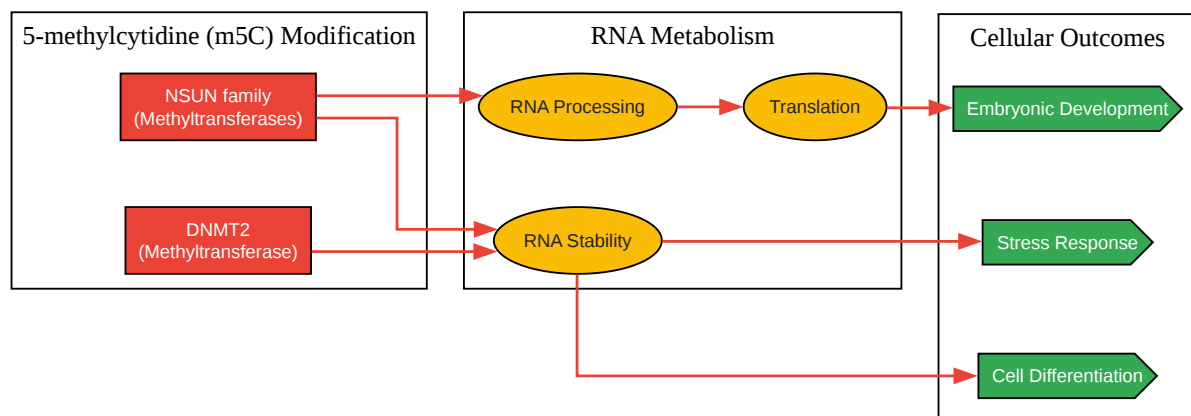 5-methylcytidine (m5C) Modification
NSUN family
(Methyltransferases)
DNMT2
(Methyltransferase)
RNA Metabolism
RNA Processing
Translation
RNA Stability
Cellular Outcomes
Embryonic Development
Stress Response
Cell Differentiation